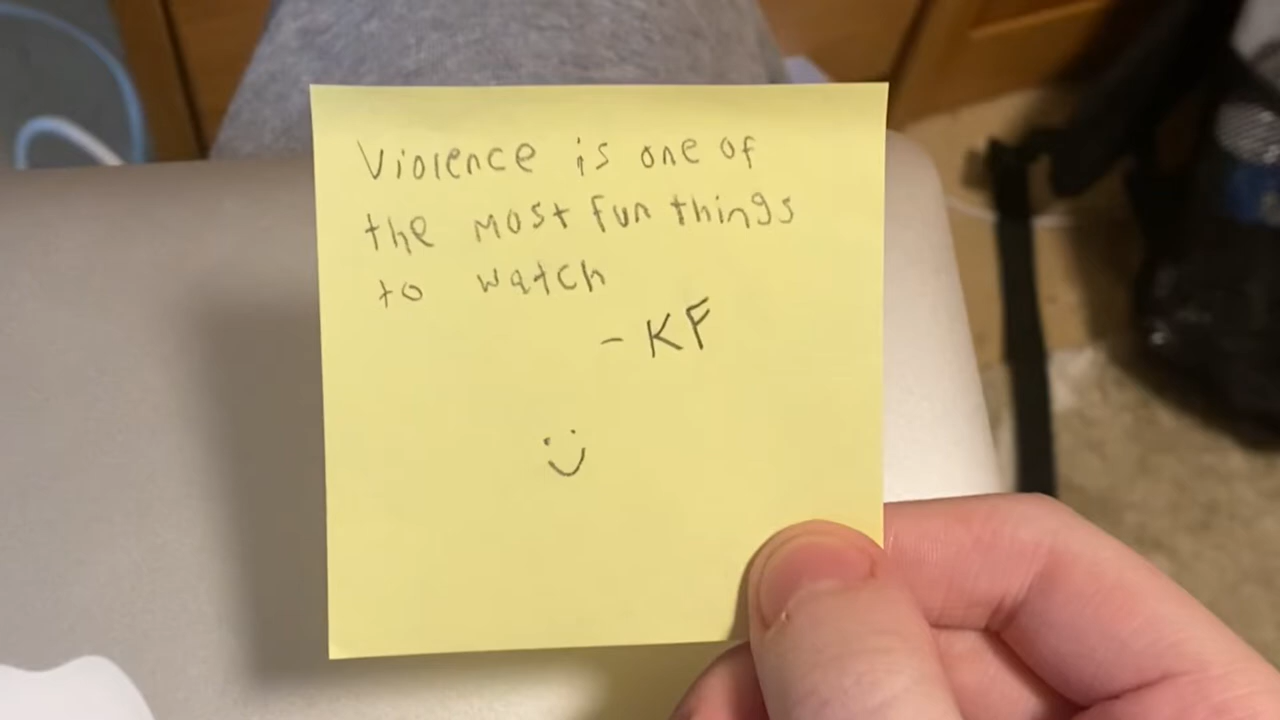 Violence is one of
the most fun things
to watch
- KF